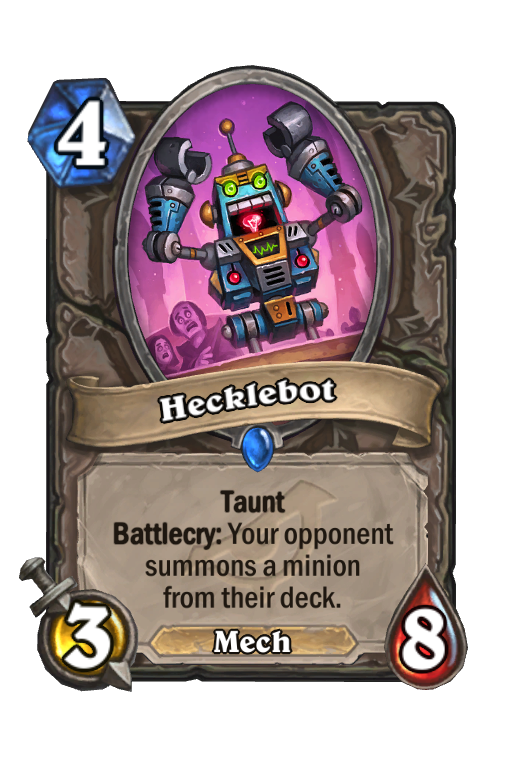 4
Hecklebot
Taunt
Battlecry: Your opponent
summons a minion
from their deck.
3
Mech
8